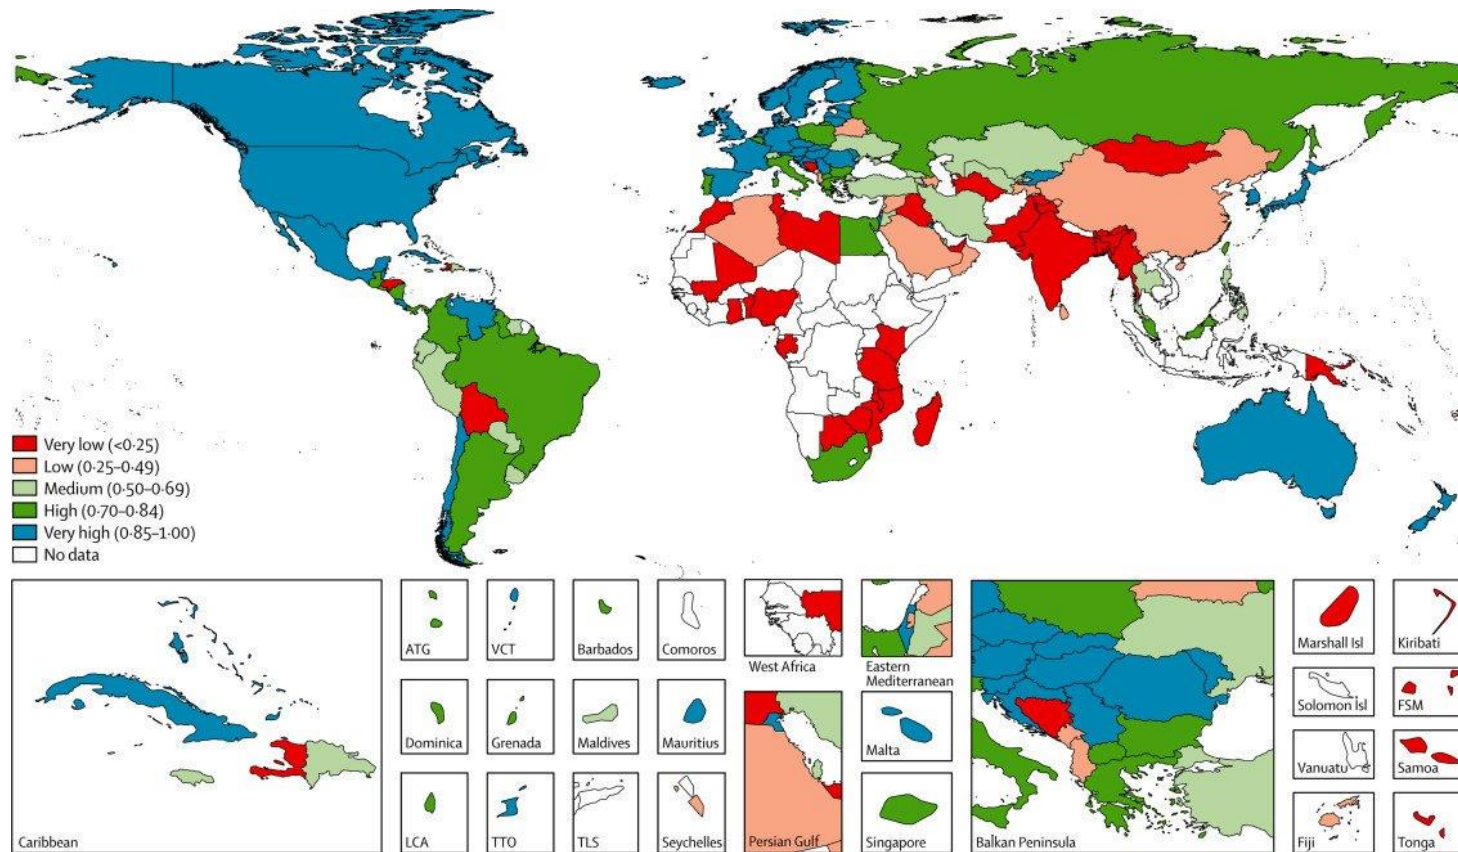 Very low (<0·25)
Low (0·25–0·49)
Medium (0·50–0·69)
High (0·70–0·84)
Very high (0·85–1·00)
No data
Caribbean
ATG
VCT
Barbados
Comoros
West Africa
Eastern
Mediterranean
Marshall Isl
Kiribati
Dominica
Grenada
Maldives
Mauritius
Malta
Solomon Isl
FSM
Vanuatu
Samoa
LCA
TTO
TLS
Seychelles
Persian Gulf
Singapore
Balkan Peninsula
Fiji
Tonga